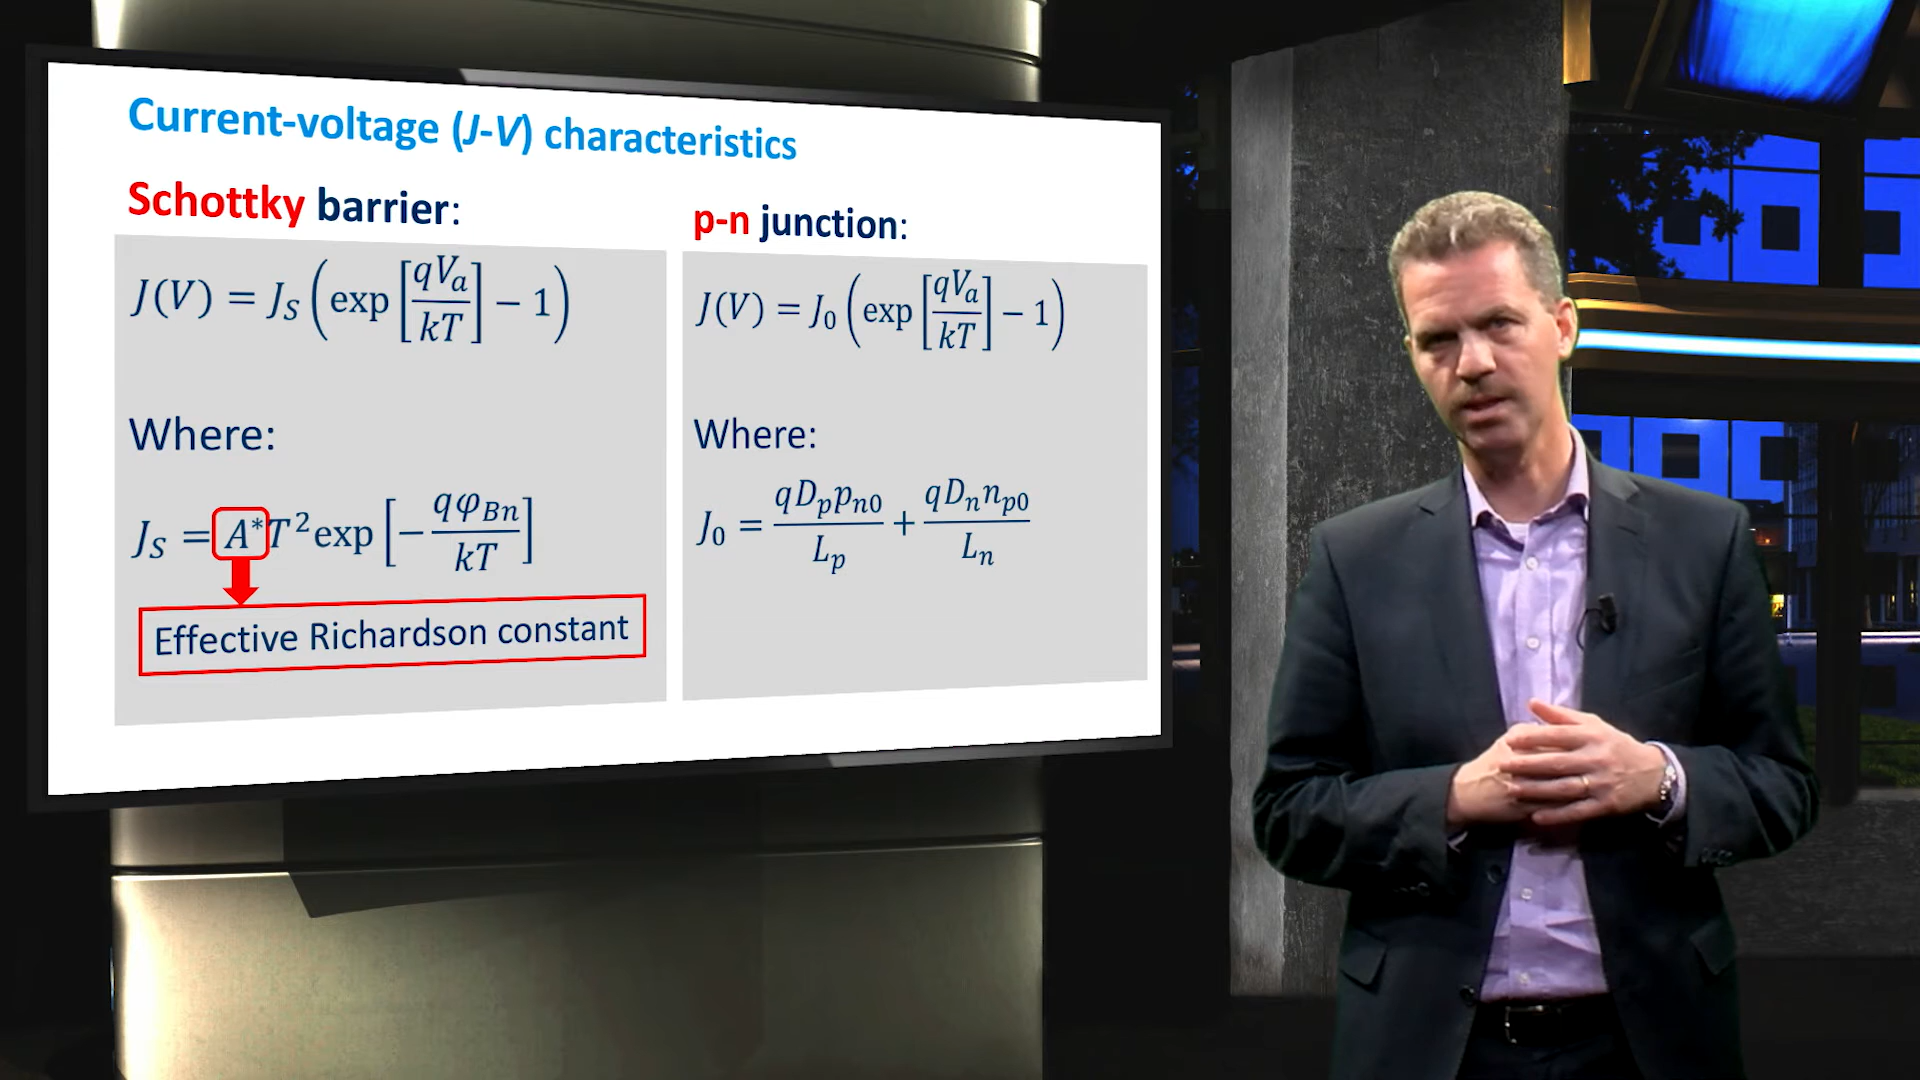 Current-voltage (J-V) characteristics
Schottky barrier:
J(V) = J_S (exp [qV_a / kT] − 1)
Where:
J_S = A* T² exp [− qφ_Bn / kT]
Effective Richardson constant
p-n junction:
J(V) = J_0 (exp [qV_a / kT] − 1)
Where:
J_0 = qD_p p_n0 / L_p + qD_n n_p0 / L_n